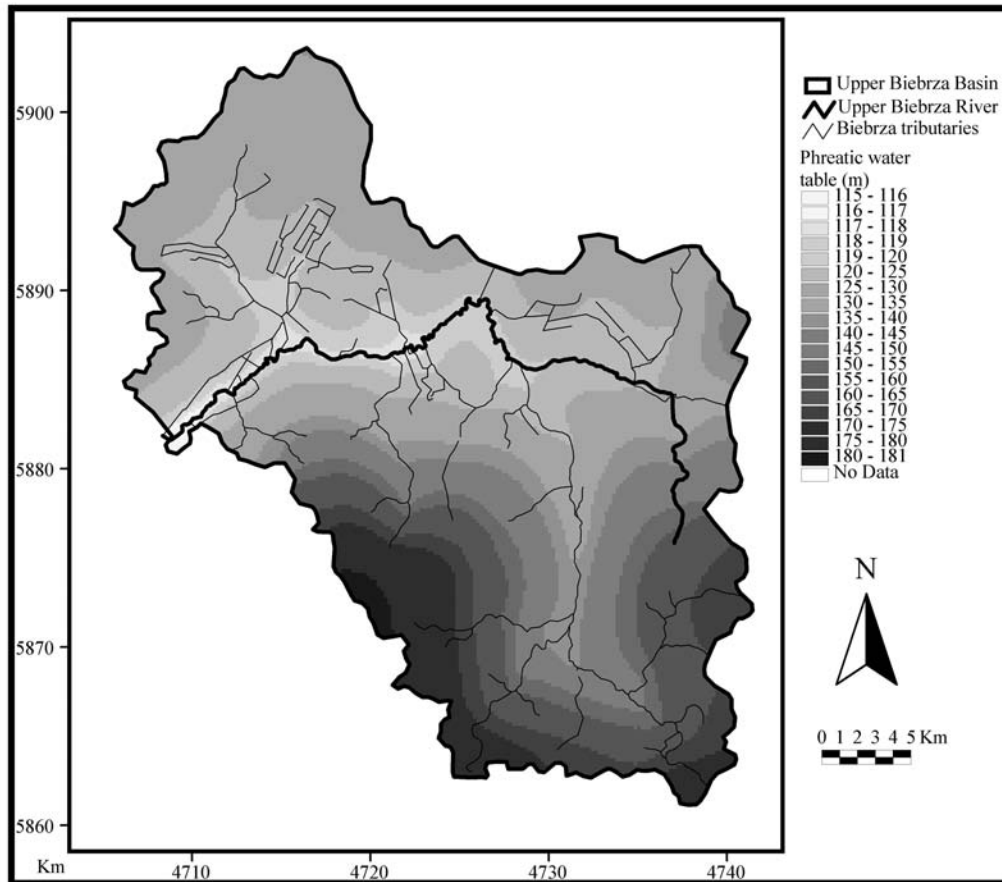 5900
5890
5880
5870
5860
Km
4710
4720
4730
4740
Upper Biebrza Basin
Upper Biebrza River
Biebrza tributaries
Phreatic water
table (m)
115 - 116
116 - 117
117 - 118
118 - 119
119 - 120
120 - 125
125 - 130
130 - 135
135 - 140
140 - 145
145 - 150
150 - 155
155 - 160
160 - 165
165 - 170
170 - 175
175 - 180
180 - 181
No Data
N
0 1 2 3 4 5 Km